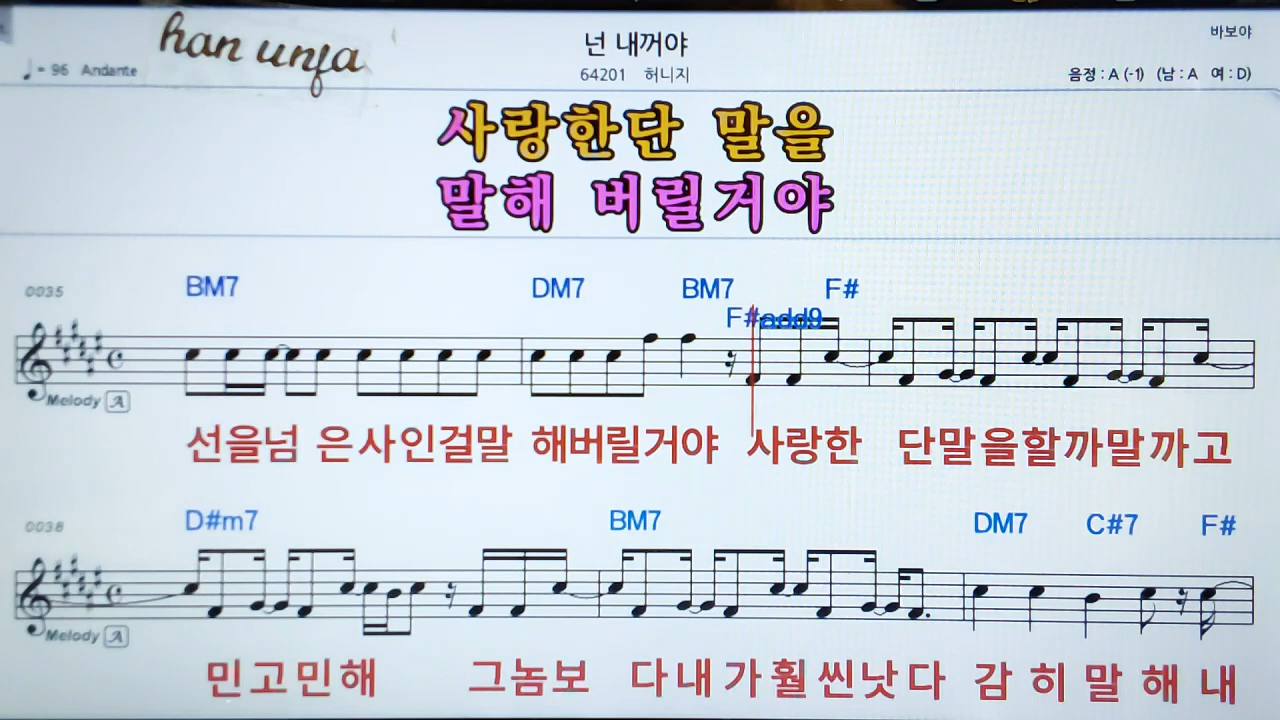 han unja
넌 내꺼야
바보야
♩= 96 Andante
64201 허니지
음정 : A (-1) (남 : A 여 : D)
사랑한단 말을
말해 버릴거야
0035
BM7 DM7 BM7 F#
F#add9
Melody A
선을넘 은사인걸말 해버릴거야 사랑한 단말을할까말까고
0038
D#m7 BM7 DM7 C#7 F#
Melody A
민고민해 그놈보 다내가훨씬낫다 감히말해내